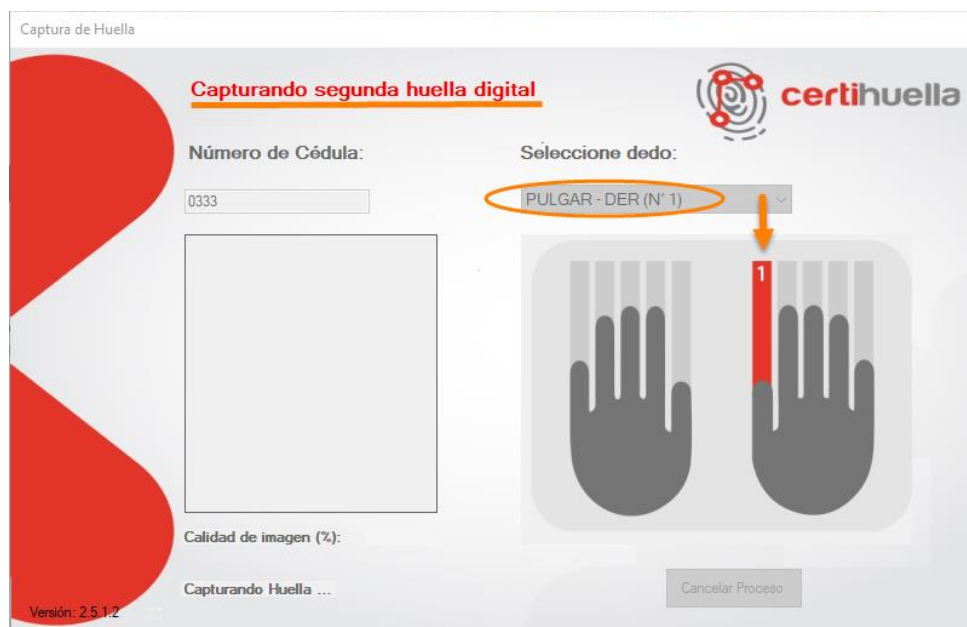 Captura de Huella
Capturando segunda huella digital
certihuella
Número de Cédula:
Seleccione dedo:
0333
PULGAR - DER (N° 1)
1
Calidad de imagen (%):
Capturando Huella ...
Cancelar Proceso
Versión: 2.5.1.2